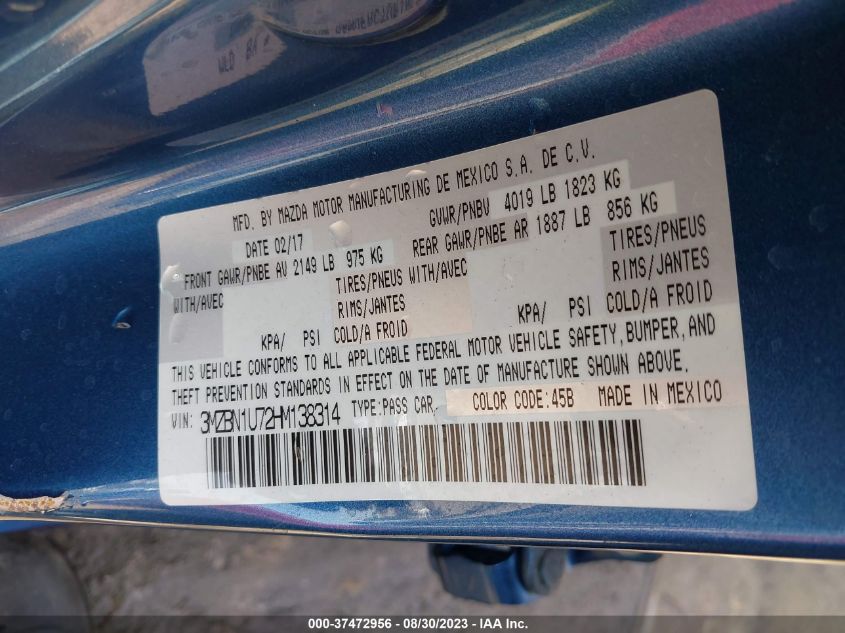 MFD. BY MAZDA MOTOR MANUFACTURING DE MEXICO S.A. DE C.V.
DATE 02/17 GVWR/PNBV 4019 LB 1823 KG
FRONT GAWR/PNBE AV 2149 LB 975 KG REAR GAWR/PNBE AR 1887 LB 856 KG
WITH/AVEC TIRES/PNEUS WITH/AVEC TIRES/PNEUS
RIMS/JANTES RIMS/JANTES
KPA/ PSI COLD/A FROID KPA/ PSI COLD/A FROID
THIS VEHICLE CONFORMS TO ALL APPLICABLE FEDERAL MOTOR VEHICLE SAFETY, BUMPER, AND
THEFT PREVENTION STANDARDS IN EFFECT ON THE DATE OF MANUFACTURE SHOWN ABOVE.
VIN: 3MZBN1U72HM138314 TYPE:PASS CAR COLOR CODE:45B MADE IN MEXICO
000-37472956 - 08/30/2023 - IAA Inc.